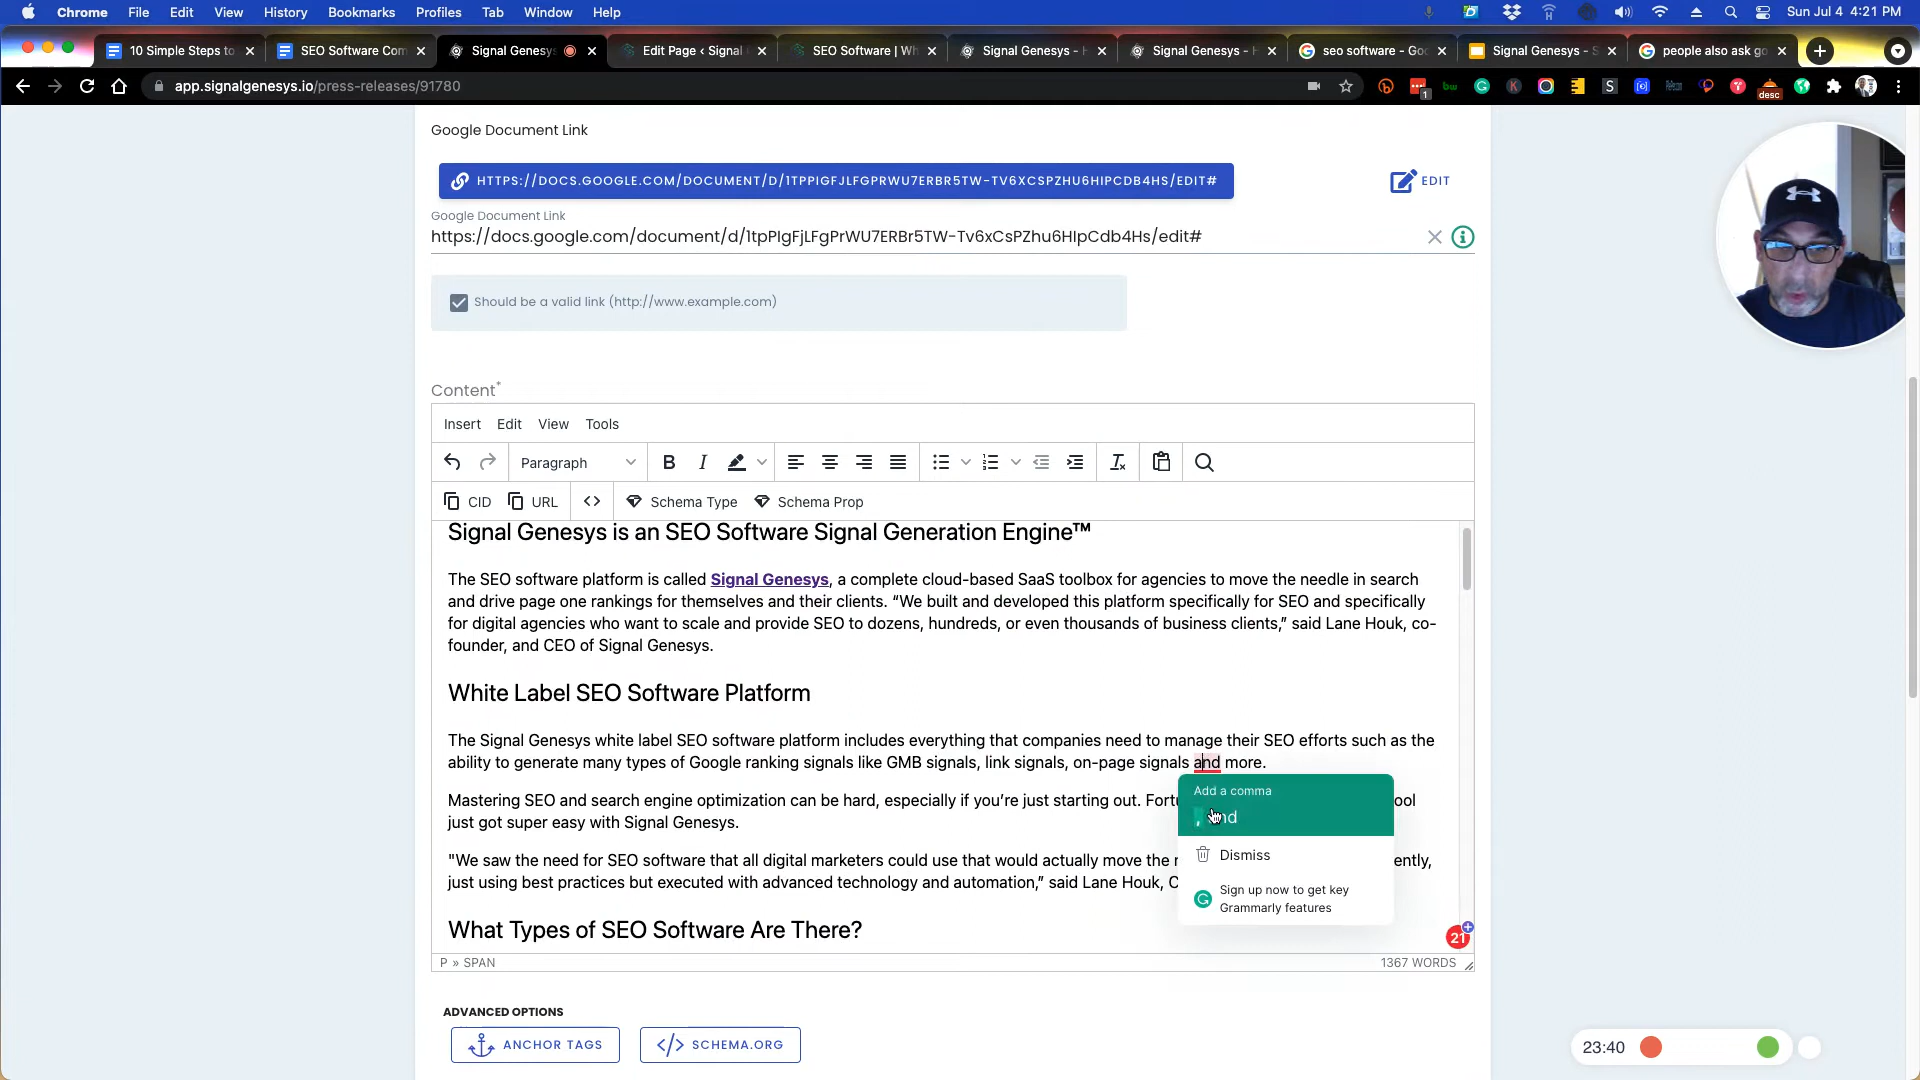 Chrome File Edit View History Bookmarks Profiles Tab Window Help Sun Jul 4 4:21 PM
10 Simple Steps to SEO Software Com Signal Genesys Edit Page ‹ Signal SEO Software | Wh Signal Genesys - H Signal Genesys - H seo software - Goo Signal Genesys - S people also ask go
app.signalgenesys.io/press-releases/91780
Google Document Link
HTTPS://DOCS.GOOGLE.COM/DOCUMENT/D/1TPPIGFJLFGPRWU7ERBR5TW-TV6XCSPZHU6HIPCDB4HS/EDIT#
EDIT
Google Document Link
https://docs.google.com/document/d/1tpPIgFjLFgPrWU7ERBr5TW-Tv6xCsPZhu6HIpCdb4Hs/edit#
Should be a valid link (http://www.example.com)
Content*
Insert Edit View Tools
Paragraph B I
CID URL <> Schema Type Schema Prop
Signal Genesys is an SEO Software Signal Generation Engine™
The SEO software platform is called Signal Genesys, a complete cloud-based SaaS toolbox for agencies to move the needle in search
and drive page one rankings for themselves and their clients. “We built and developed this platform specifically for SEO and specifically
for digital agencies who want to scale and provide SEO to dozens, hundreds, or even thousands of business clients,” said Lane Houk, co-
founder, and CEO of Signal Genesys.
White Label SEO Software Platform
The Signal Genesys white label SEO software platform includes everything that companies need to manage their SEO efforts such as the
ability to generate many types of Google ranking signals like GMB signals, link signals, on-page signals and more.
Add a comma
, and
Dismiss
Sign up now to get key
Grammarly features
Mastering SEO and search engine optimization can be hard, especially if you’re just starting out. ool
just got super easy with Signal Genesys.
"We saw the need for SEO software that all digital marketers could use that would actually move the ently,
just using best practices but executed with advanced technology and automation,” said Lane Houk, C
What Types of SEO Software Are There?
21
P » SPAN
1367 WORDS
ADVANCED OPTIONS
ANCHOR TAGS
</> SCHEMA.ORG
23:40